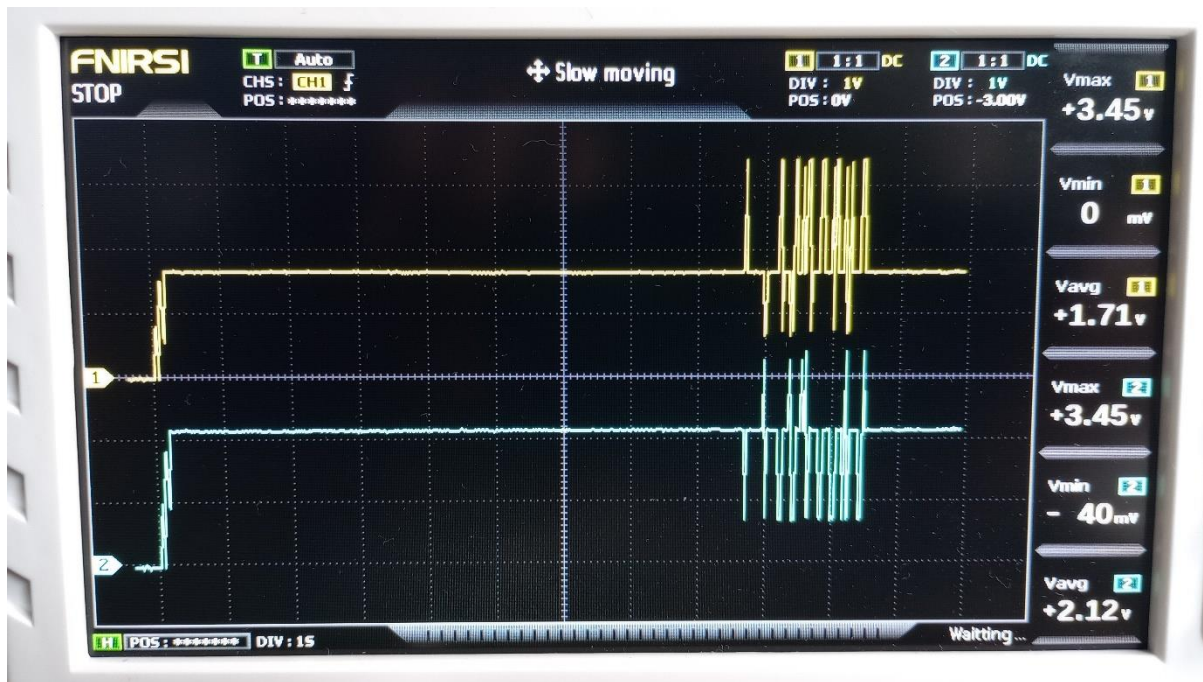 FNIRSI
STOP
T Auto
CHS: CH1
POS:********
Slow moving
1 1:1 DC
DIV: 1V
POS:0V
2 1:1 DC
DIV: 1V
POS:-3.00V
Vmax 1
+3.45v
Vmin 1
0 mV
Vavg 1
+1.71v
Vmax 2
+3.45v
Vmin 2
- 40mV
Vavg 2
+2.12v
1
2
H POS:******* DIV:1S
Waitting...